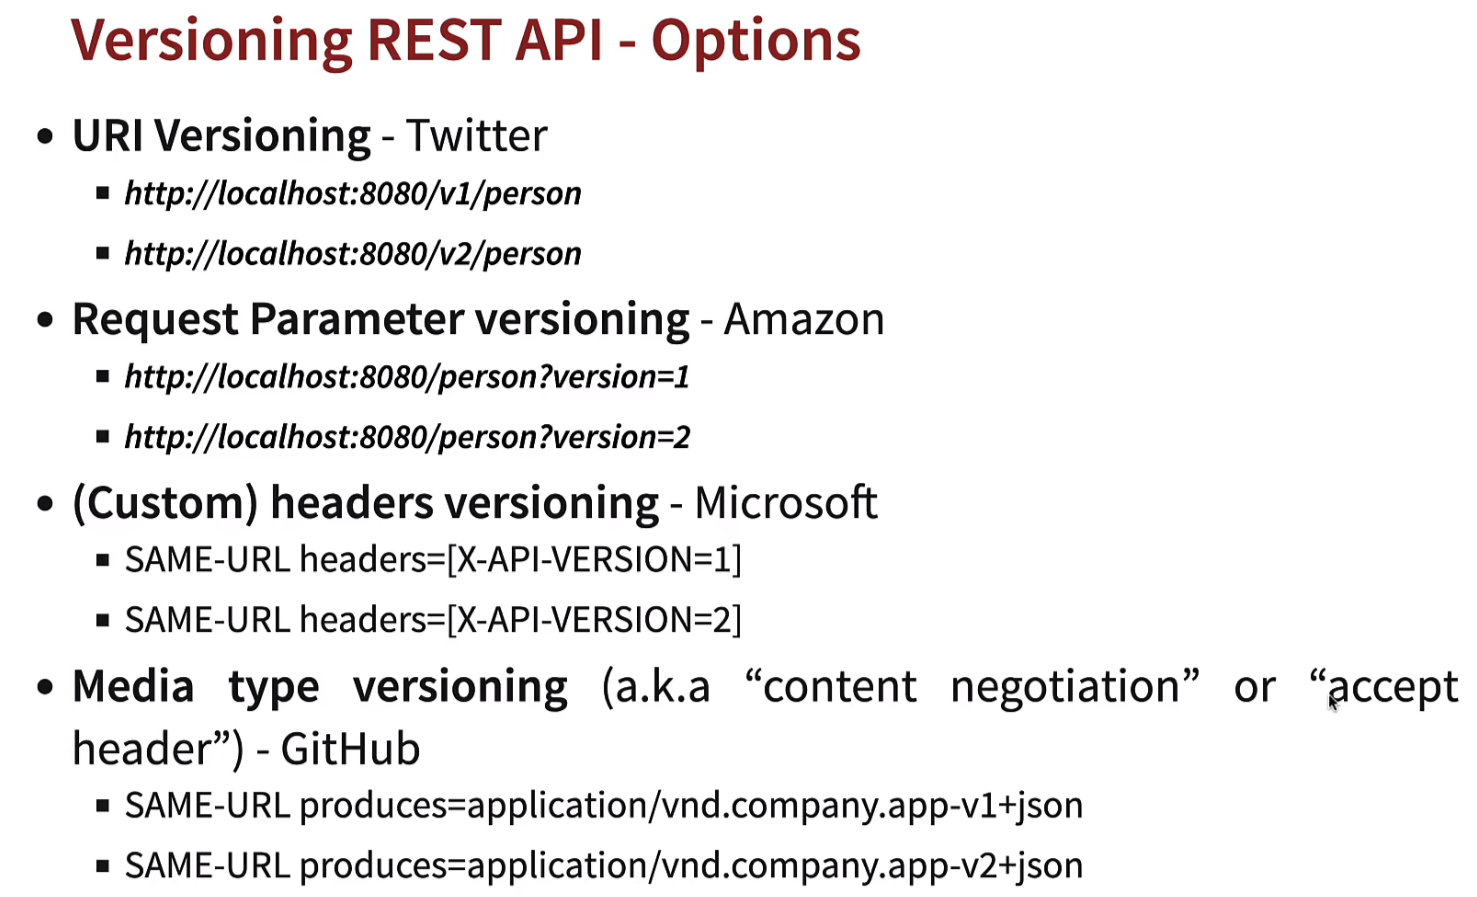 Versioning REST API - Options
• URI Versioning - Twitter
▪ http://localhost:8080/v1/person
▪ http://localhost:8080/v2/person
• Request Parameter versioning - Amazon
▪ http://localhost:8080/person?version=1
▪ http://localhost:8080/person?version=2
• (Custom) headers versioning - Microsoft
▪ SAME-URL headers=[X-API-VERSION=1]
▪ SAME-URL headers=[X-API-VERSION=2]
• Media type versioning (a.k.a “content negotiation” or “accept
header”) - GitHub
▪ SAME-URL produces=application/vnd.company.app-v1+json
▪ SAME-URL produces=application/vnd.company.app-v2+json